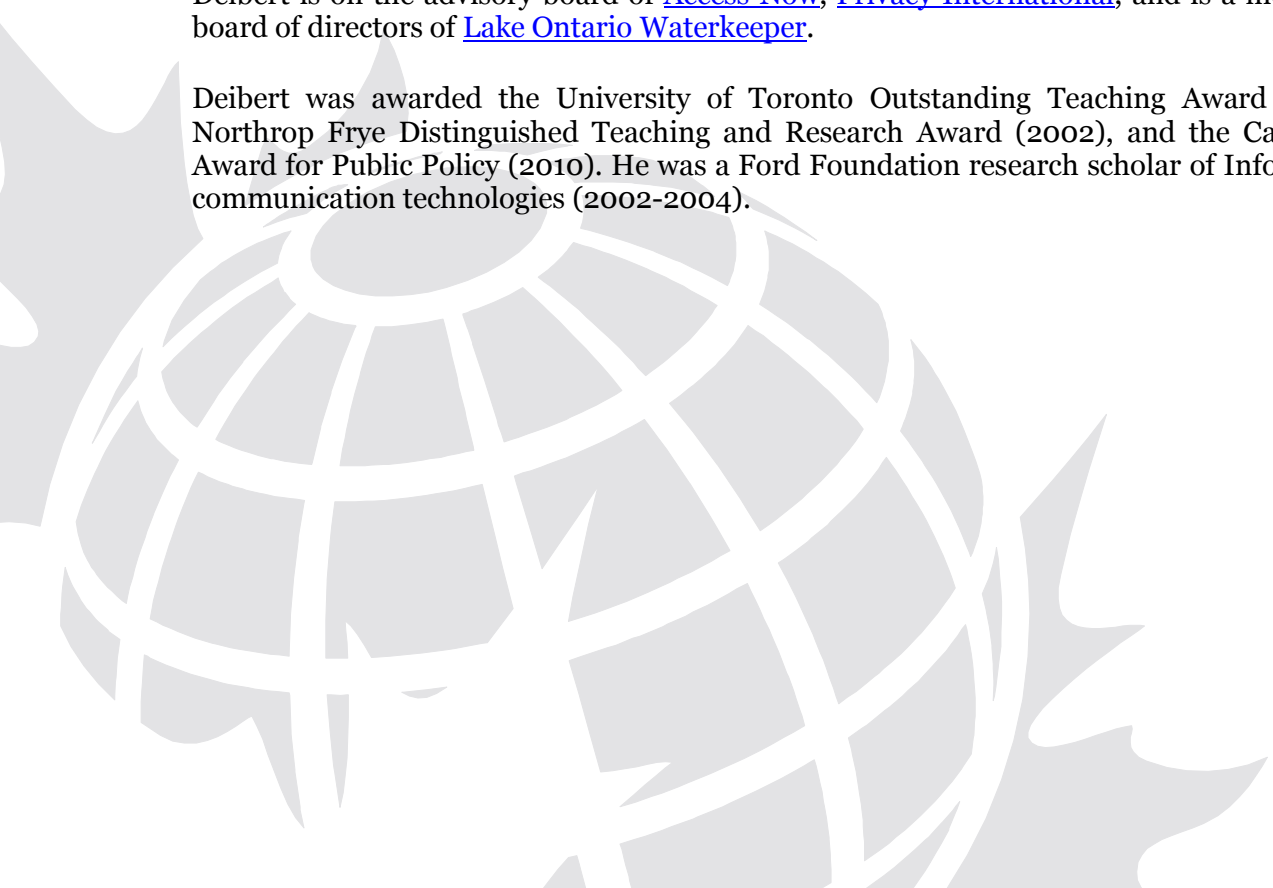 Deibert is on the advisory board of Access Now, Privacy International, and is a
board of directors of Lake Ontario Waterkeeper.
Deibert was awarded the University of Toronto Outstanding Teaching Award
Northrop Frye Distinguished Teaching and Research Award (2002), and the
Award for Public Policy (2010). He was a Ford Foundation research scholar of
communication technologies (2002-2004).